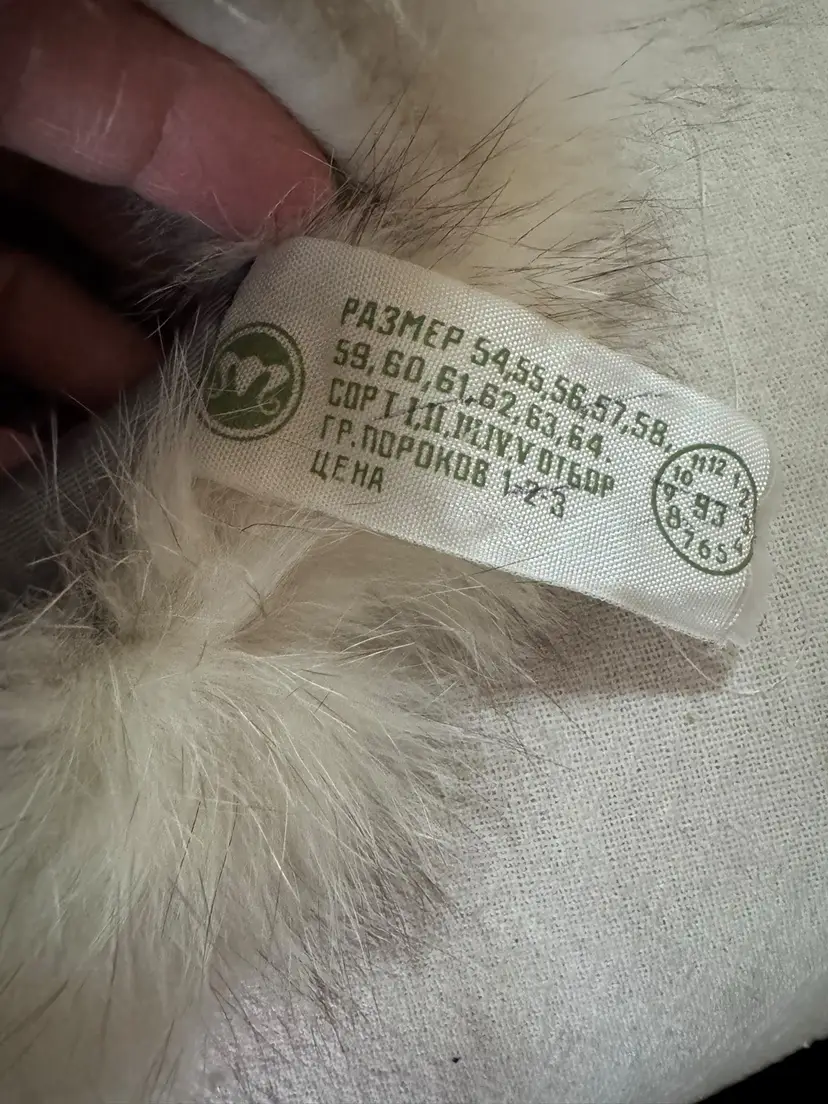 РАЗМЕР 54,55,56,57,58,
59,60,61,62,63,64.
СОРТ I,II,III,IV,V ОТБОР
ГР.ПОРОКОВ 1-2-3
ЦЕНА
11 12 1 2 3 4 5 6 7 8 9 10
93